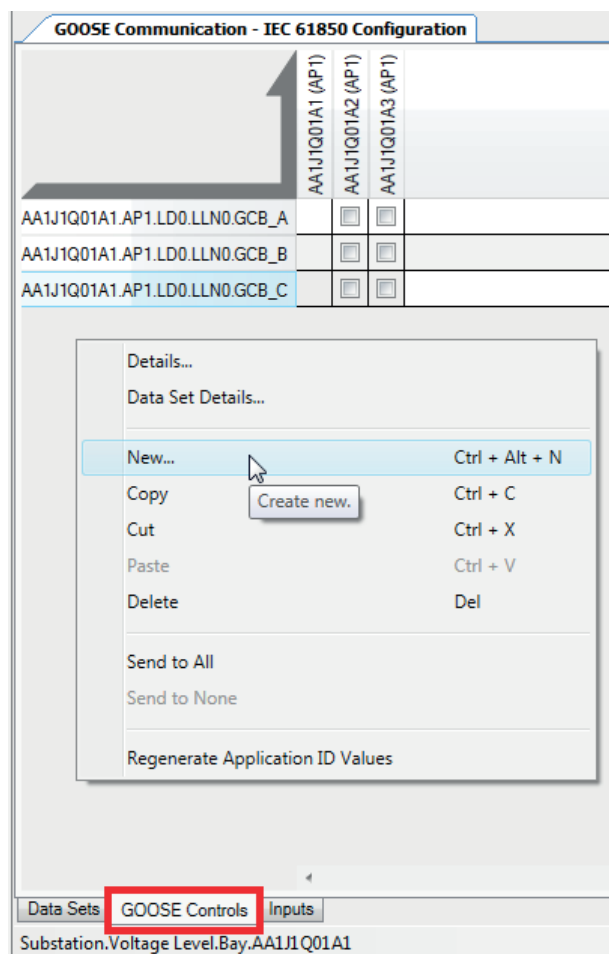 GOOSE Communication - IEC 61850 Configuration
AA1J1Q01A1 (AP1)
AA1J1Q01A2 (AP1)
AA1J1Q01A3 (AP1)
AA1J1Q01A1.AP1.LD0.LLN0.GCB_A
AA1J1Q01A1.AP1.LD0.LLN0.GCB_B
AA1J1Q01A1.AP1.LD0.LLN0.GCB_C
Details...
Data Set Details...
New... Ctrl + Alt + N
Copy Ctrl + C
Create new.
Cut Ctrl + X
Paste Ctrl + V
Delete Del
Send to All
Send to None
Regenerate Application ID Values
Data Sets GOOSE Controls Inputs
Substation.Voltage Level.Bay.AA1J1Q01A1